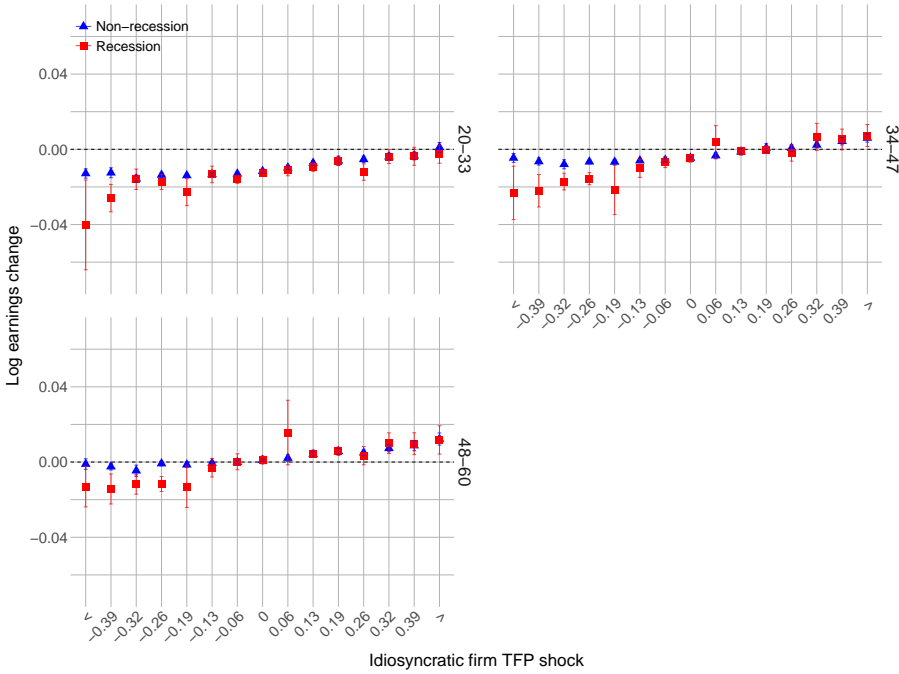 Non−recession
Recession
0.04
0.00
−0.04
20−33
34−47
< −0.39 −0.32 −0.26 −0.19 −0.13 −0.06 0 0.06 0.13 0.19 0.26 0.32 0.39 >
Log earnings change
0.04
0.00
−0.04
48−60
< −0.39 −0.32 −0.26 −0.19 −0.13 −0.06 0 0.06 0.13 0.19 0.26 0.32 0.39 >
Idiosyncratic firm TFP shock